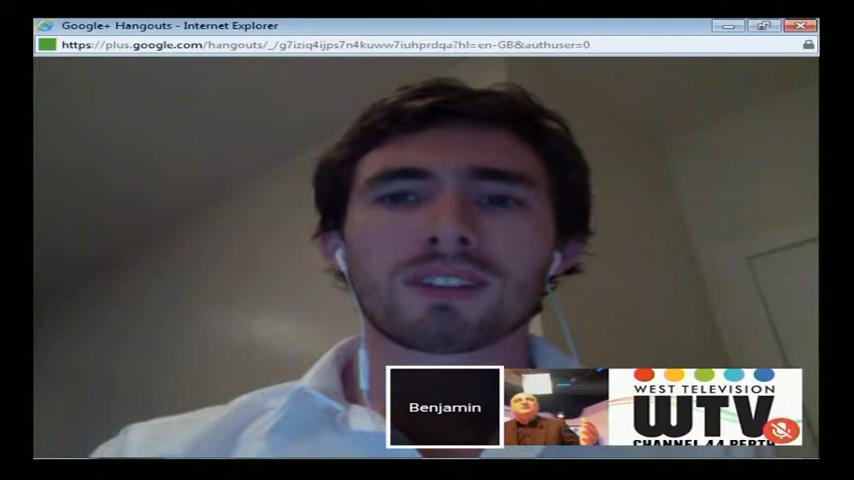 Google+ Hangouts - Internet Explorer
https://plus.google.com/hangouts/_/g7iziq4ijps7n4kuww7iuhprdqa?hl=en-GB&authuser=0
Benjamin
WEST TELEVISION
WTV
CHANNEL 44 PERTH